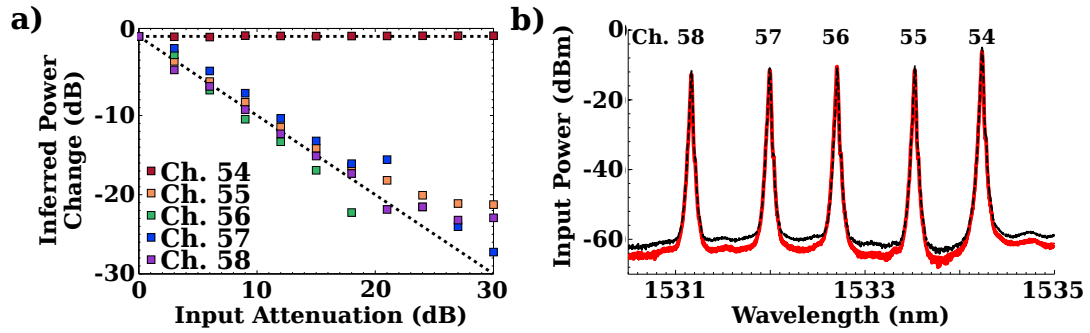 a)
0
-10
-20
-30
Inferred Power
Change (dB)
Ch. 54
Ch. 55
Ch. 56
Ch. 57
Ch. 58
0 10 20 30
Input Attenuation (dB)
b)
0
-20
-40
-60
Input Power (dBm)
Ch. 58 57 56 55 54
1531 1533 1535
Wavelength (nm)